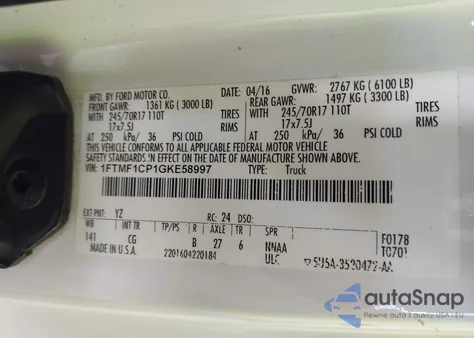 MFD. BY FORD MOTOR CO.
DATE: 04/16 GVWR: 2767 KG ( 6100 LB)
FRONT GAWR: 1361 KG ( 3000 LB) REAR GAWR: 1497 KG ( 3300 LB)
WITH 245/70R17 110T TIRES WITH 245/70R17 110T TIRES
17x7.5J RIMS 17x7.5J RIMS
AT 250 kPa/ 36 PSI COLD AT 250 kPa/ 36 PSI COLD
THIS VEHICLE CONFORMS TO ALL APPLICABLE FEDERAL MOTOR VEHICLE
SAFETY STANDARDS IN EFFECT ON THE DATE OF MANUFACTURE SHOWN ABOVE.
VIN: 1FTMF1CP1GKE58997 TYPE: Truck
EXT PNT: YZ RC: 24 DSO:
WB INT TR TP/PS R AXLE TR SPR
141 CG B 27 6 NNAA F0178
MADE IN U.S.A. 2201604220184 ULC T0701
autoSnap
Pewne auta z aukcji USA i EU